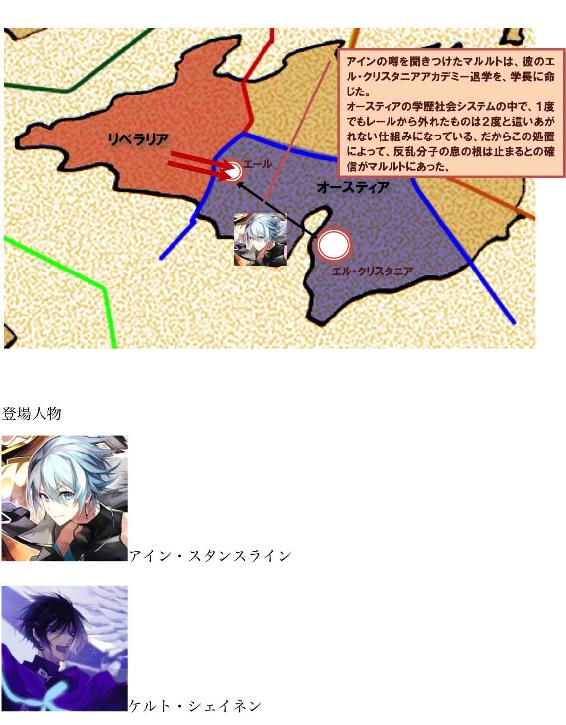 アインの噂を聞きつけたマルルトは、彼のエ
ル・クリスタニアアカデミー退学を、学長に命
じた。
オースティアの学歴社会システムの中で、１度
でもレールから外れたものは２度と這いあが
れない仕組みになっている、だからこの処置
によって、反乱分子の息の根は止まるとの確
信がマルルトにあった、
リベラリア
エール
オースティア
エル・クリスタニア
登場人物
アイン・スタンスライン
ケルト・シェイネン